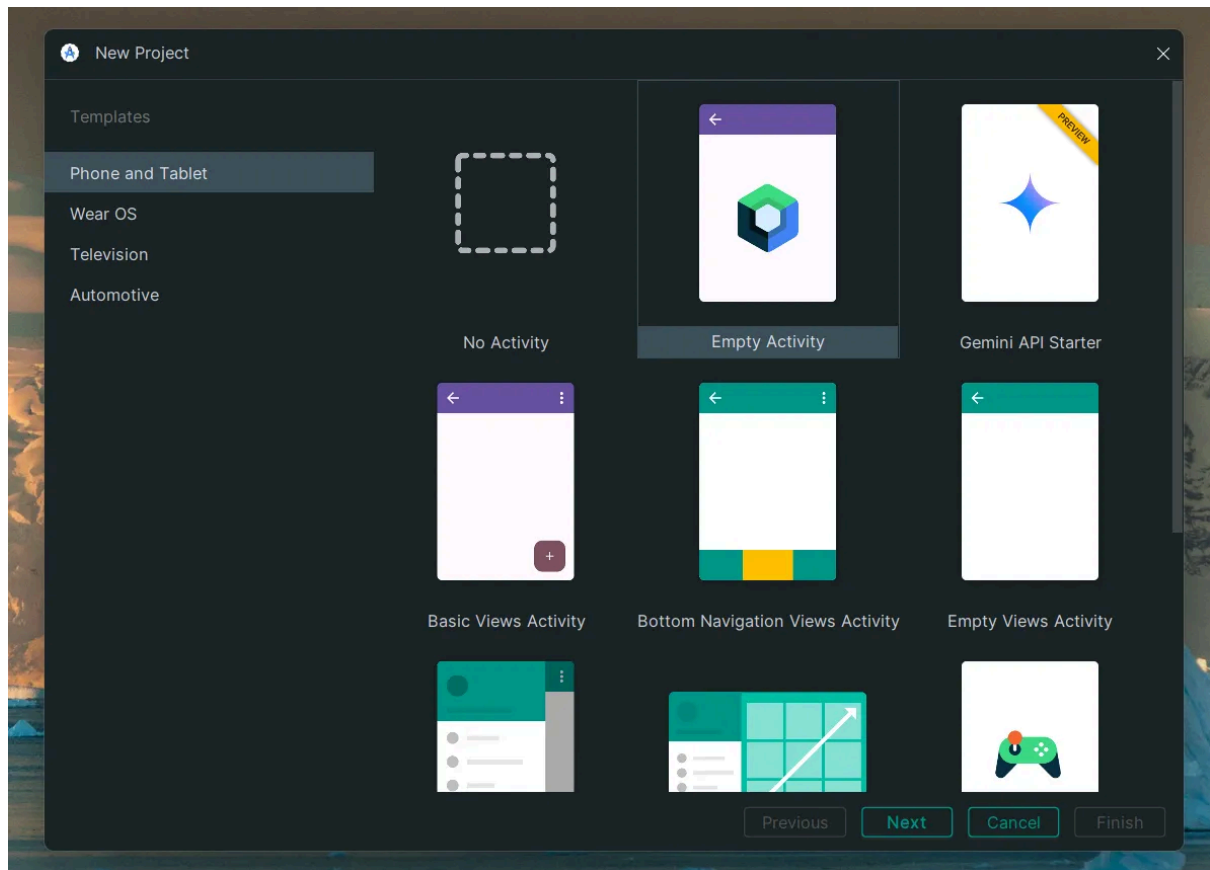 New Project
Templates
Phone and Tablet
Wear OS
Television
Automotive
No Activity
Empty Activity
PREVIEW
Gemini API Starter
Basic Views Activity
Bottom Navigation Views Activity
Empty Views Activity
Previous
Next
Cancel
Finish